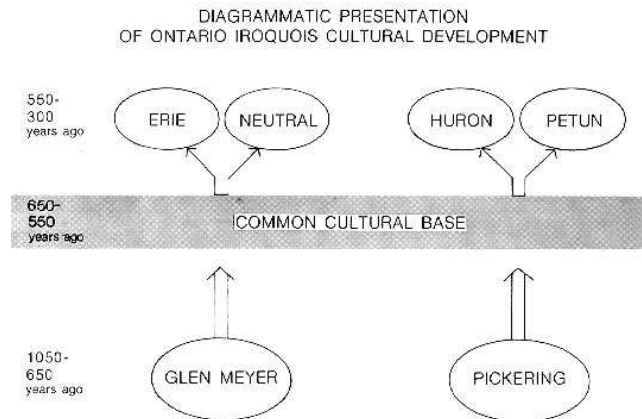 DIAGRAMMATIC PRESENTATION
OF ONTARIO IROQUOIS CULTURAL DEVELOPMENT
550-
300
years ago
ERIE
NEUTRAL
HURON
PETUN
650-
550
years ago
COMMON CULTURAL BASE
1050-
650
years ago
GLEN MEYER
PICKERING